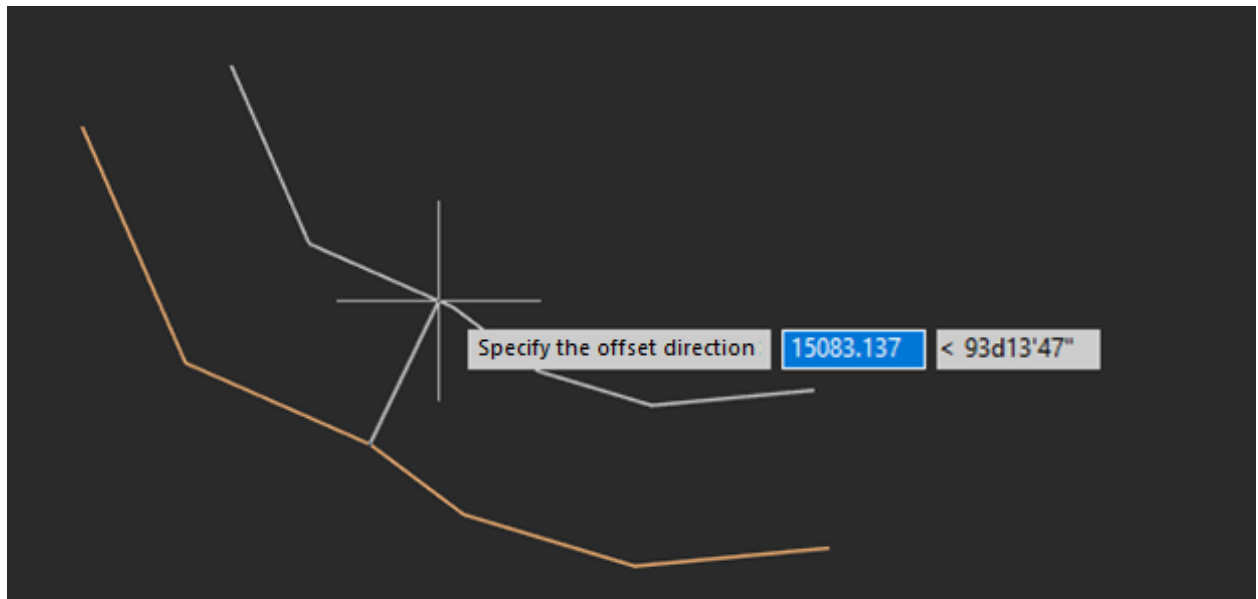 Specify the offset direction: 15083.137 < 93d13'47"